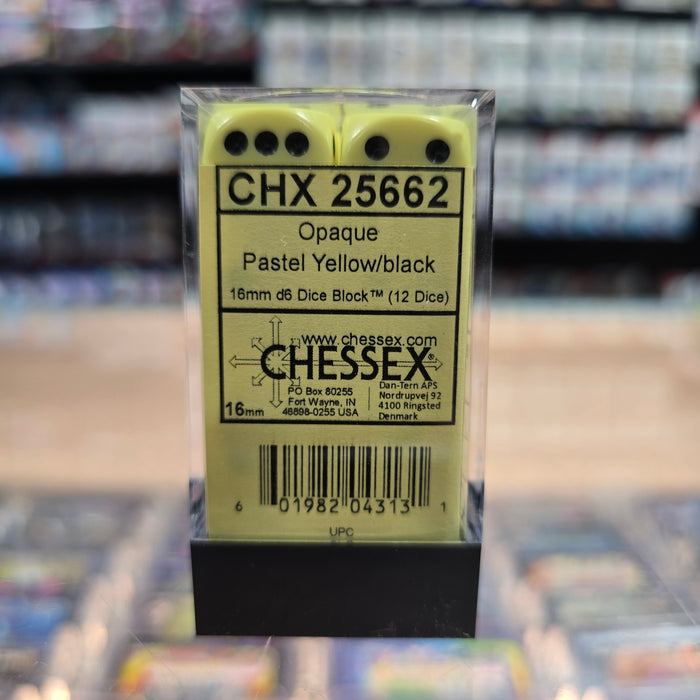 CHX 25662
Opaque
Pastel Yellow/black
16mm d6 Dice Block™ (12 Dice)
www.chessex.com
CHESSEX®
PO Box 80255
Fort Wayne, IN
46898-0255 USA
Dan-Tern APS
Nordrupvej 92
4100 Ringsted
Denmark
16mm
6 01982 04313 1
UPC